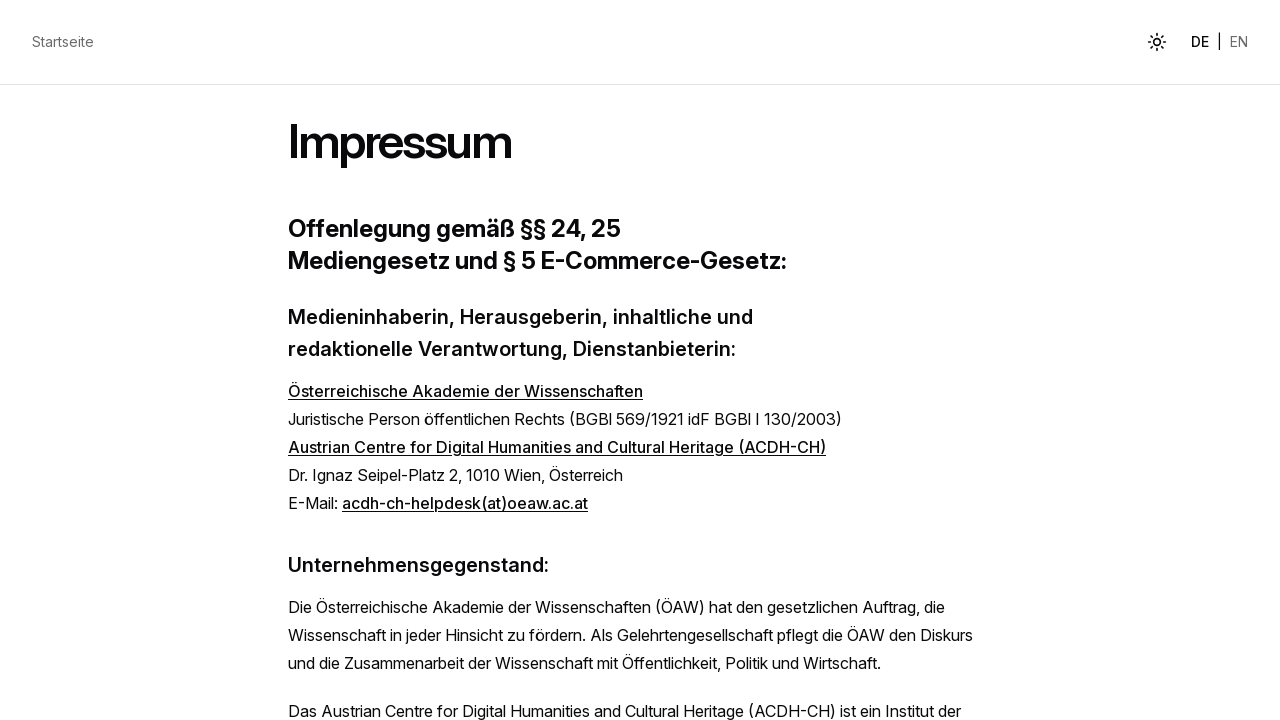 Startseite
DE | EN
Impressum
Offenlegung gemäß §§ 24, 25
Mediengesetz und § 5 E-Commerce-Gesetz:
Medieninhaberin, Herausgeberin, inhaltliche und
redaktionelle Verantwortung, Dienstanbieterin:
Österreichische Akademie der Wissenschaften
Juristische Person öffentlichen Rechts (BGBl 569/1921 idF BGBl I 130/2003)
Austrian Centre for Digital Humanities and Cultural Heritage (ACDH-CH)
Dr. Ignaz Seipel-Platz 2, 1010 Wien, Österreich
E-Mail: acdh-ch-helpdesk(at)oeaw.ac.at
Unternehmensgegenstand:
Die Österreichische Akademie der Wissenschaften (ÖAW) hat den gesetzlichen Auftrag, die
Wissenschaft in jeder Hinsicht zu fördern. Als Gelehrtengesellschaft pflegt die ÖAW den Diskurs
und die Zusammenarbeit der Wissenschaft mit Öffentlichkeit, Politik und Wirtschaft.
Das Austrian Centre for Digital Humanities and Cultural Heritage (ACDH-CH) ist ein Institut der